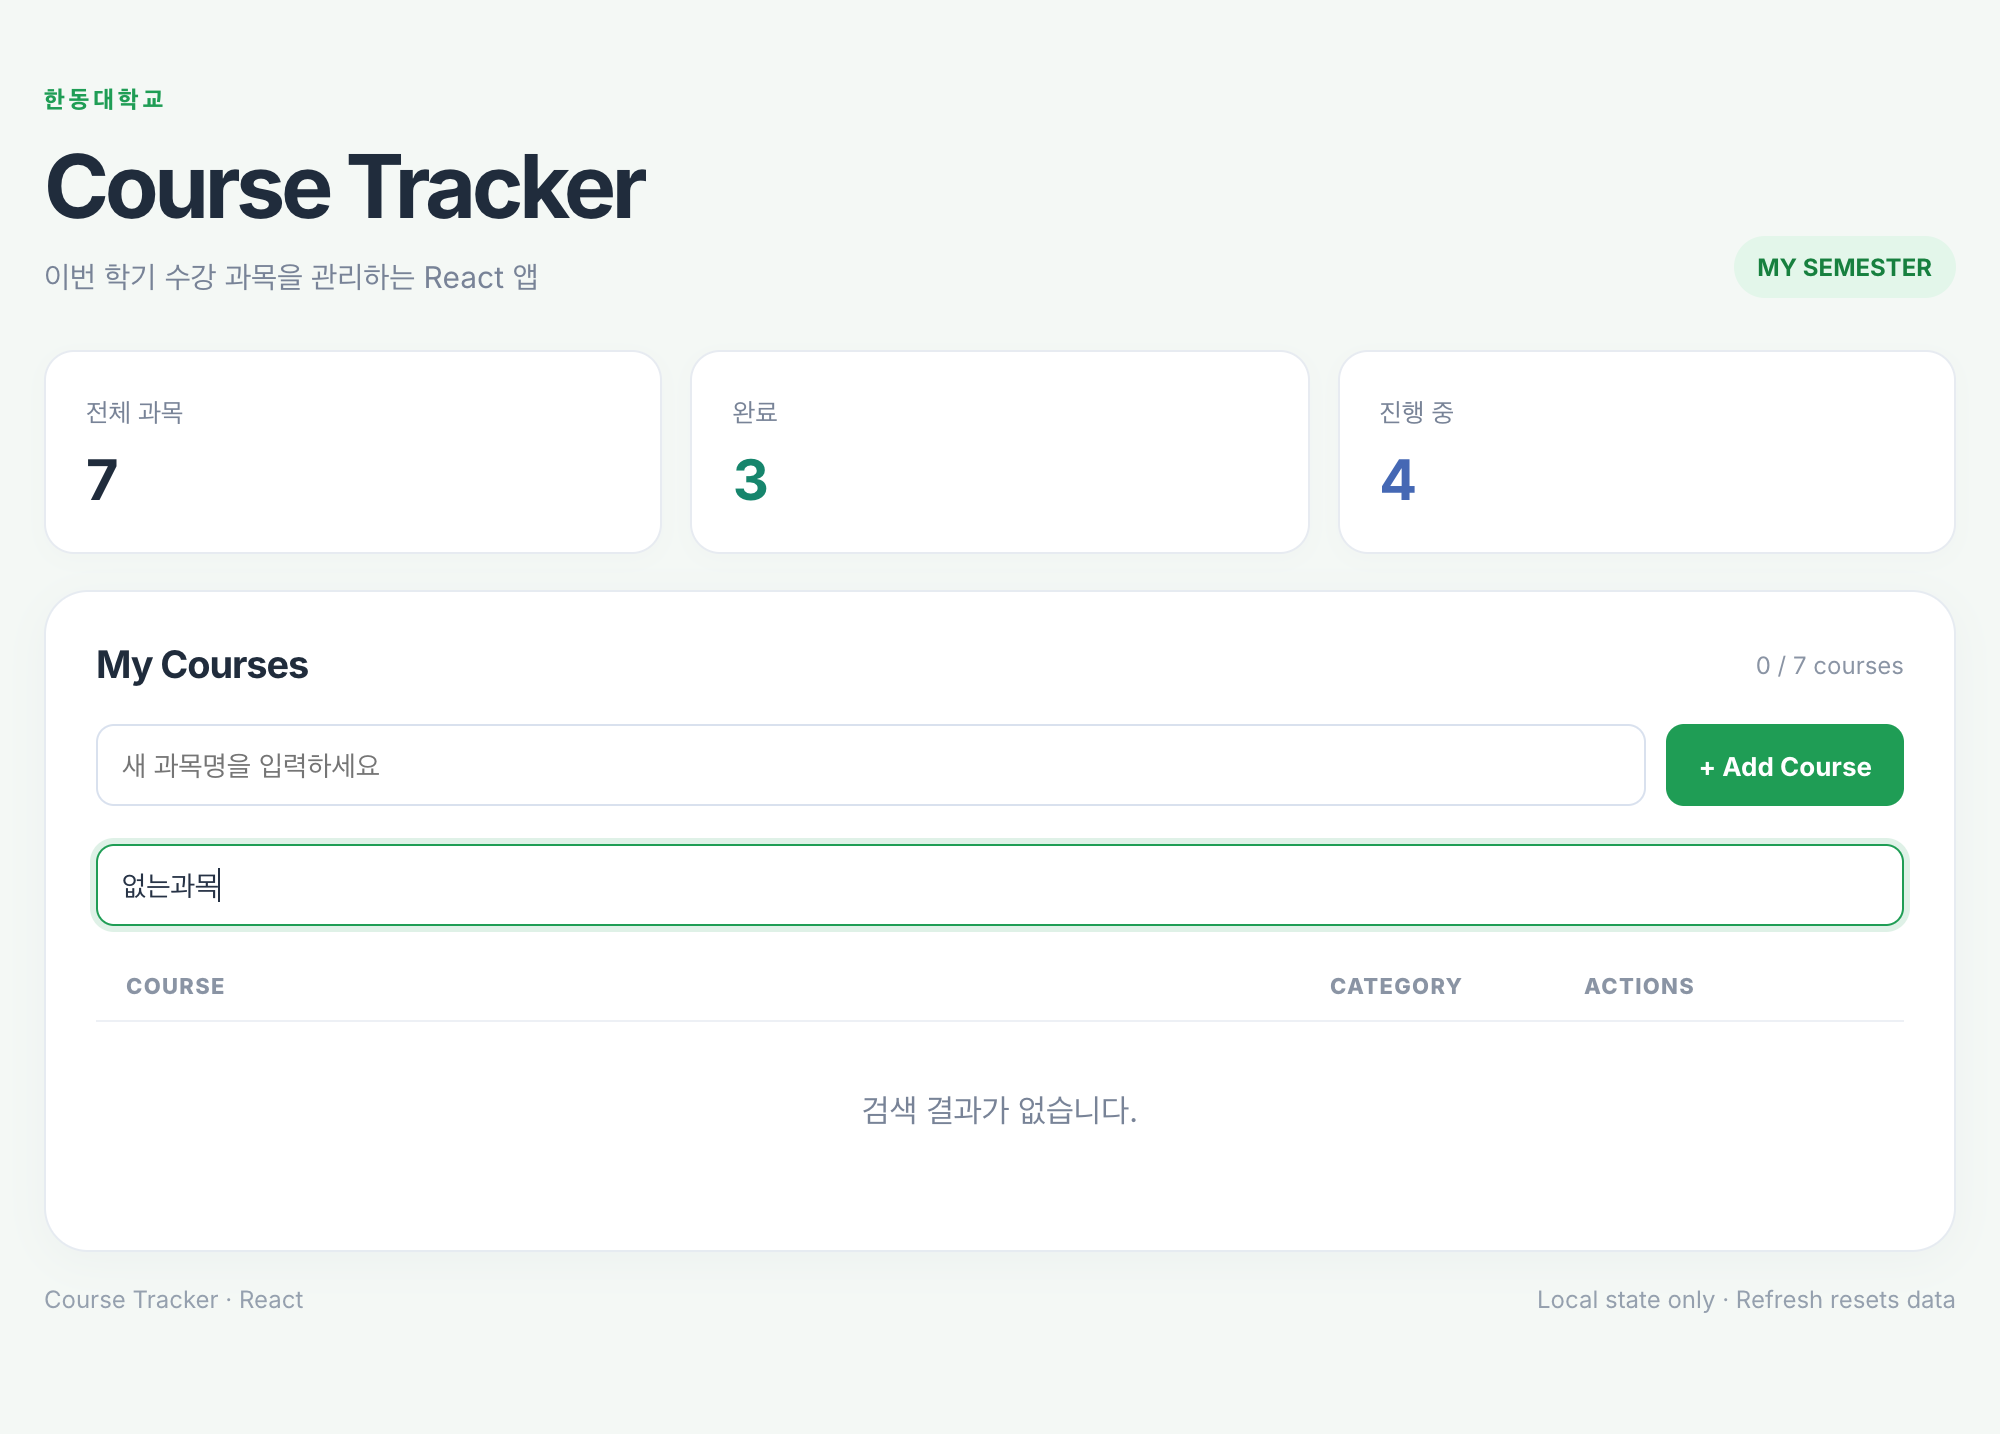 한동대학교
Course Tracker
이번 학기 수강 과목을 관리하는 React 앱
MY SEMESTER
전체 과목
7
완료
3
진행 중
4
My Courses
0 / 7 courses
새 과목명을 입력하세요
+ Add Course
없는과목
COURSE CATEGORY ACTIONS
검색 결과가 없습니다.
Course Tracker · React
Local state only · Refresh resets data